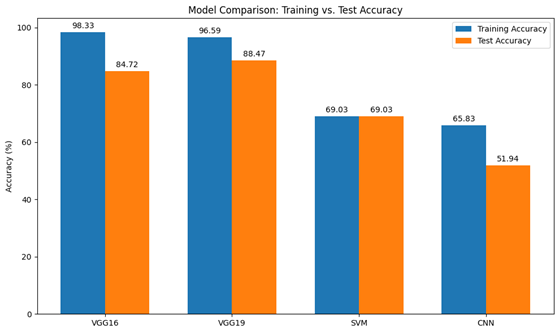 Model Comparison: Training vs. Test Accuracy
Training Accuracy
Test Accuracy
98.33
84.72
96.59
88.47
69.03
69.03
65.83
51.94
Accuracy (%)
100
80
60
40
20
0
VGG16
VGG19
SVM
CNN